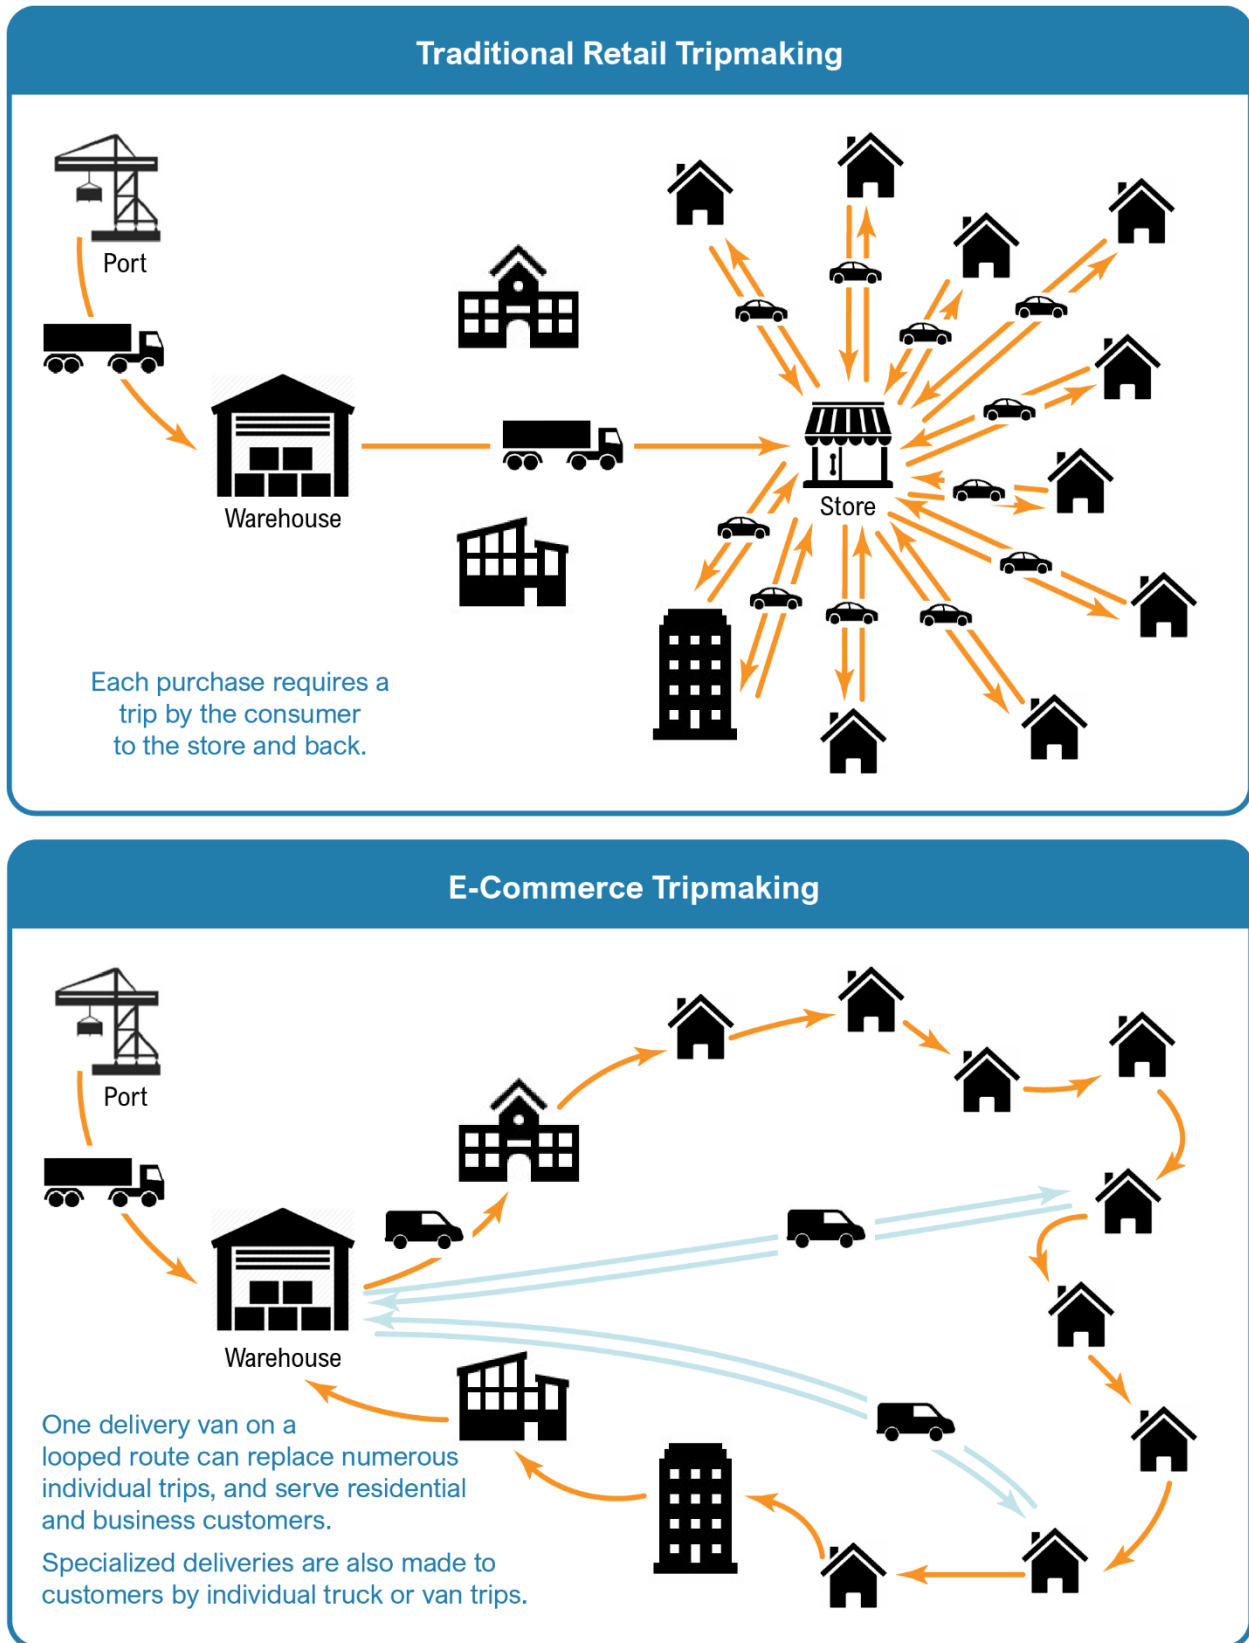 Traditional Retail Tripmaking
Port
Warehouse
Store
Each purchase requires a
trip by the consumer
to the store and back.
E-Commerce Tripmaking
Port
Warehouse
One delivery van on a
looped route can replace numerous
individual trips, and serve residential
and business customers.
Specialized deliveries are also made to
customers by individual truck or van trips.